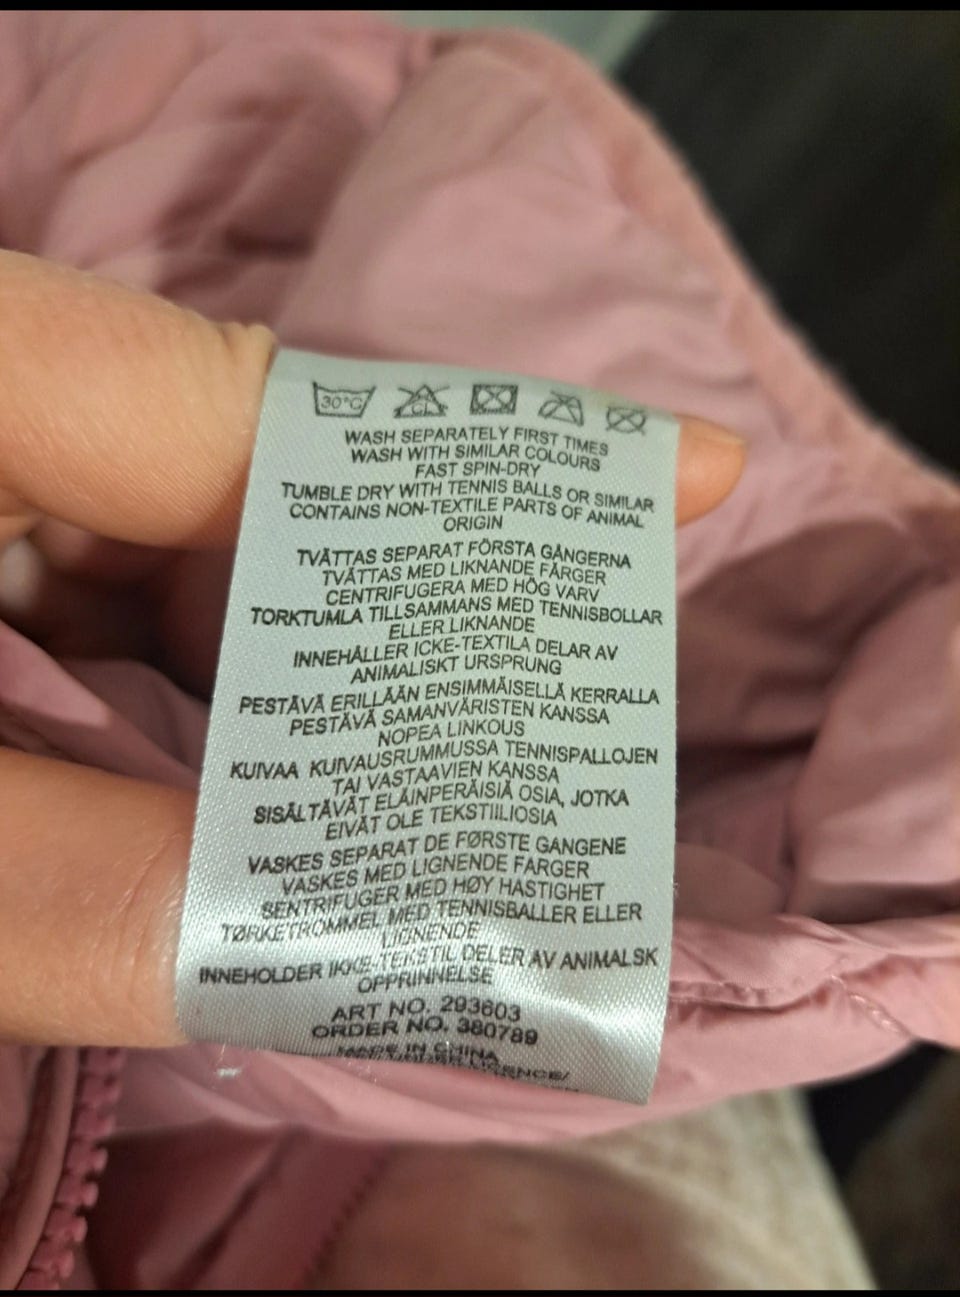 30°C CL
WASH SEPARATELY FIRST TIMES
WASH WITH SIMILAR COLOURS
FAST SPIN-DRY
TUMBLE DRY WITH TENNIS BALLS OR SIMILAR
CONTAINS NON-TEXTILE PARTS OF ANIMAL
ORIGIN
TVÄTTAS SEPARAT FÖRSTA GÅNGERNA
TVÄTTAS MED LIKNANDE FÄRGER
CENTRIFUGERA MED HÖG VARV
TORKTUMLA TILLSAMMANS MED TENNISBOLLAR
ELLER LIKNANDE
INNEHÅLLER ICKE-TEXTILA DELAR AV
ANIMALISKT URSPRUNG
PESTÄVÄ ERILLÄÄN ENSIMMÄISELLÄ KERRALLA
PESTÄVÄ SAMANVÄRISTEN KANSSA
NOPEA LINKOUS
KUIVAA KUIVAUSRUMMUSSA TENNISPALLOJEN
TAI VASTAAVIEN KANSSA
SISÄLTÄVÄT ELÄINPERÄISIÄ OSIA, JOTKA
EIVÄT OLE TEKSTIILIOSIA
VASKES SEPARAT DE FØRSTE GANGENE
VASKES MED LIGNENDE FARGER
SENTRIFUGER MED HØY HASTIGHET
TØRKETROMMEL MED TENNISBALLER ELLER
LIGNENDE
INNEHOLDER IKKE-TEKSTIL DELER AV ANIMALSK
OPPRINNELSE
ART NO. 293603
ORDER NO. 380789
MADE IN CHINA
LICENCE/